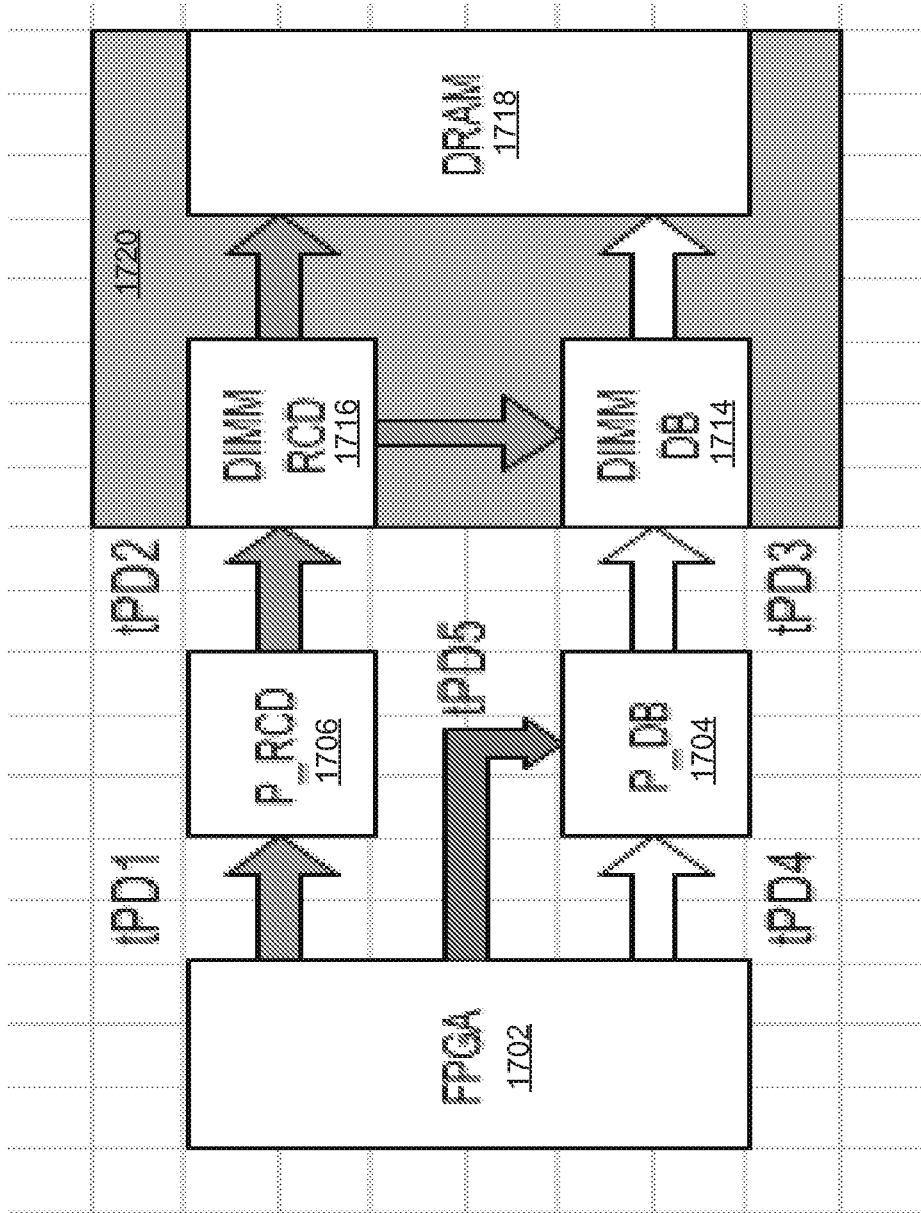 tPD1
tPD2
1720
FPGA
1702
P_RCD
1706
DIMM
RCD
1716
DRAM
1718
tPD5
P_DB
1704
DIMM
DB
1714
tPD4
tPD3